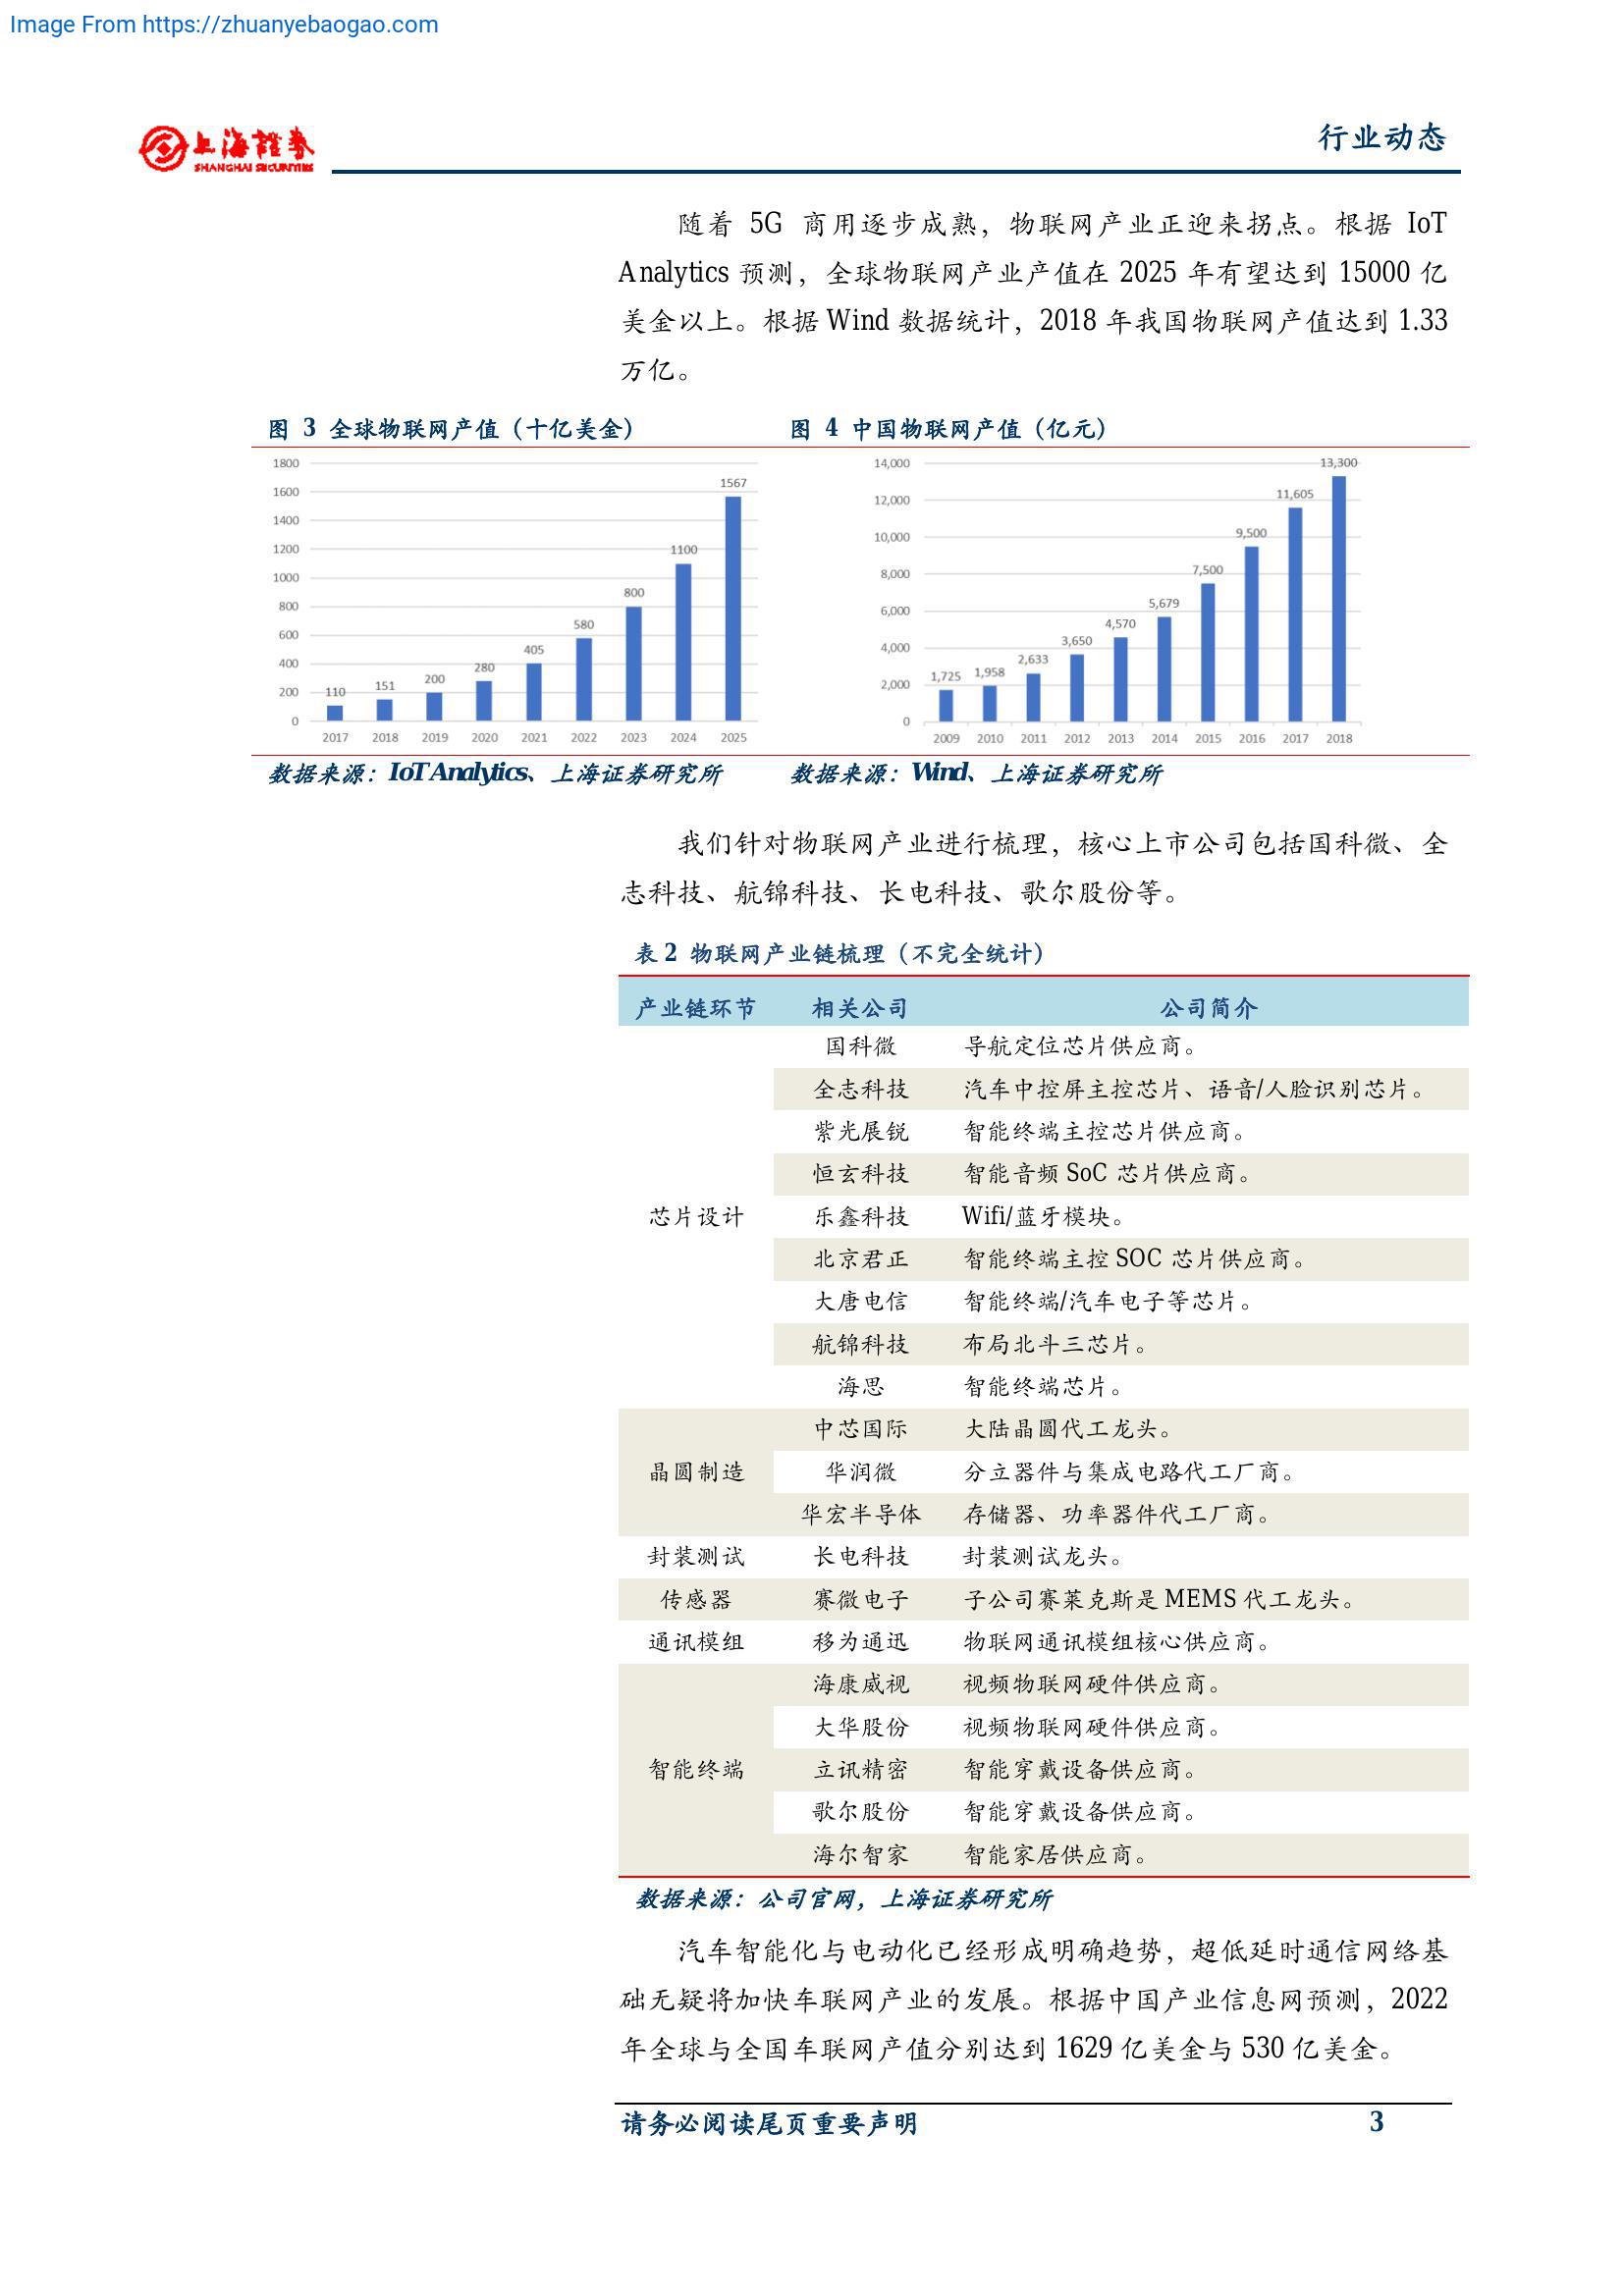 Image From https://zhuanyebaogao.com
上海證券
SHANGHAI SECURITIES
行业动态
随着 5G 商用逐步成熟，物联网产业正迎来拐点。根据 IoT
Analytics 预测，全球物联网产业产值在 2025 年有望达到 15000 亿
美金以上。根据 Wind 数据统计，2018 年我国物联网产值达到 1.33
万亿。
图 3 全球物联网产值（十亿美金）
1800
1600
1400
1200
1000
800
600
400
200
0
110
151
200
280
405
580
800
1100
1567
2017 2018 2019 2020 2021 2022 2023 2024 2025
数据来源：IoT Analytics、上海证券研究所
图 4 中国物联网产值（亿元）
14,000
12,000
10,000
8,000
6,000
4,000
2,000
0
1,725
1,958
2,633
3,650
4,570
5,679
7,500
9,500
11,605
13,300
2009 2010 2011 2012 2013 2014 2015 2016 2017 2018
数据来源：Wind、上海证券研究所
我们针对物联网产业进行梳理，核心上市公司包括国科微、全
志科技、航锦科技、长电科技、歌尔股份等。
表 2 物联网产业链梳理（不完全统计）
产业链环节 相关公司 公司简介
芯片设计
国科微 导航定位芯片供应商。
全志科技 汽车中控屏主控芯片、语音/人脸识别芯片。
紫光展锐 智能终端主控芯片供应商。
恒玄科技 智能音频 SoC 芯片供应商。
乐鑫科技 Wifi/蓝牙模块。
北京君正 智能终端主控 SOC 芯片供应商。
大唐电信 智能终端/汽车电子等芯片。
航锦科技 布局北斗三芯片。
海思 智能终端芯片。
晶圆制造
中芯国际 大陆晶圆代工龙头。
华润微 分立器件与集成电路代工厂商。
华宏半导体 存储器、功率器件代工厂商。
封装测试 长电科技 封装测试龙头。
传感器 赛微电子 子公司赛莱克斯是 MEMS 代工龙头。
通讯模组 移为通迅 物联网通讯模组核心供应商。
智能终端
海康威视 视频物联网硬件供应商。
大华股份 视频物联网硬件供应商。
立讯精密 智能穿戴设备供应商。
歌尔股份 智能穿戴设备供应商。
海尔智家 智能家居供应商。
数据来源：公司官网，上海证券研究所
汽车智能化与电动化已经形成明确趋势，超低延时通信网络基
础无疑将加快车联网产业的发展。根据中国产业信息网预测，2022
年全球与全国车联网产值分别达到 1629 亿美金与 530 亿美金。
请务必阅读尾页重要声明
3